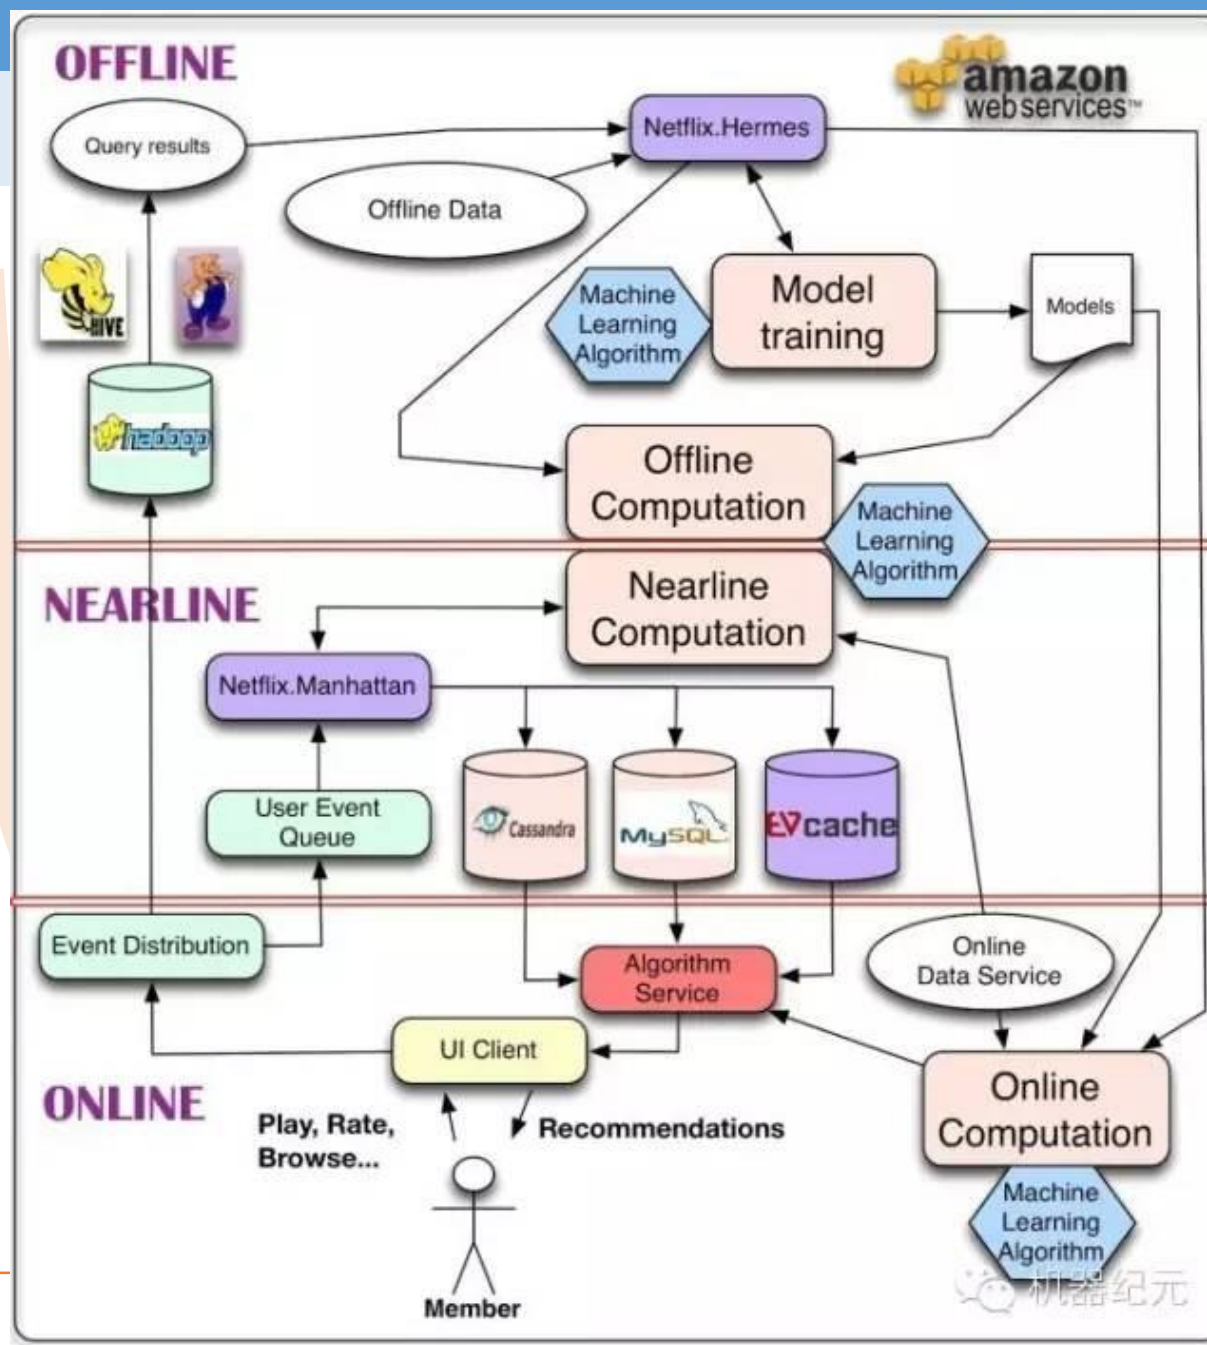 OFFLINE
amazon
webservices™
Query results
Netflix.Hermes
Offline Data
HIVE
Machine
Learning
Algorithm
Model
training
Models
hadoop
Offline
Computation
Machine
Learning
Algorithm
NEARLINE
Nearline
Computation
Netflix.Manhattan
User Event
Queue
Cassandra
MySQL
EVcache
Event Distribution
Algorithm
Service
Online
Data Service
UI Client
ONLINE
Play, Rate,
Browse...
Recommendations
Online
Computation
Machine
Learning
Algorithm
Member
机器纪元